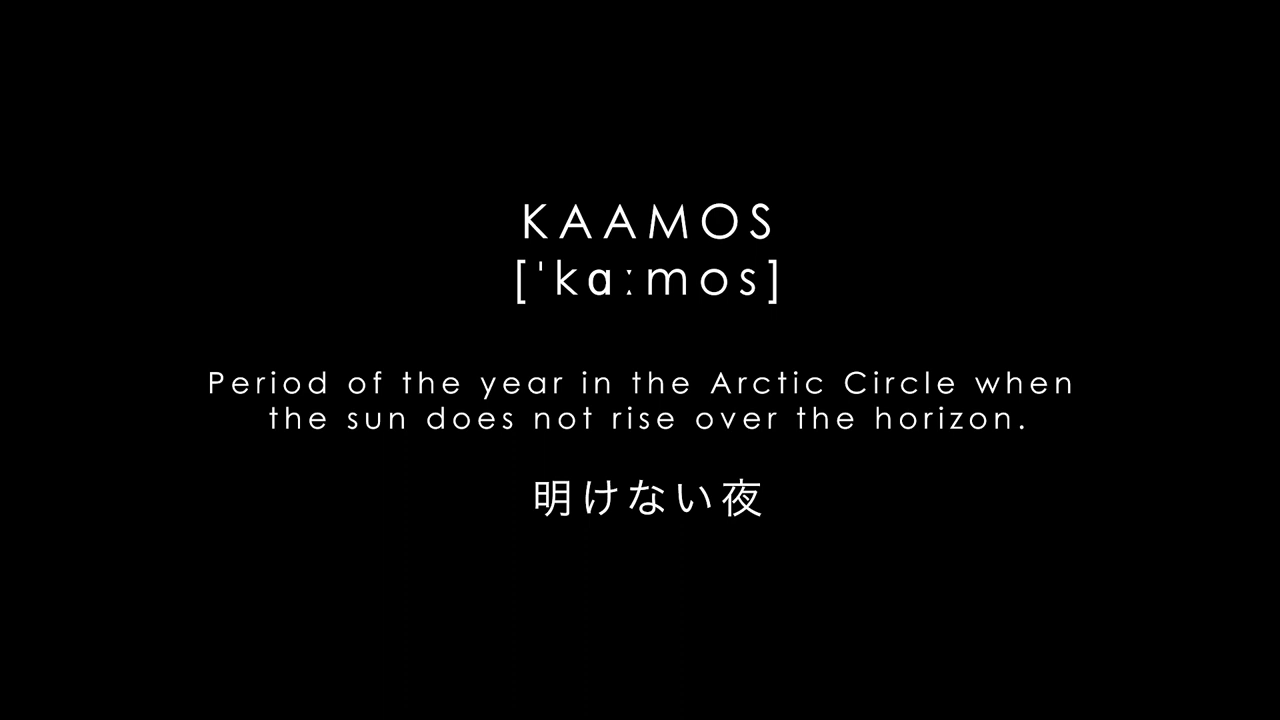 KAAMOS
[ˈkɑːmos]
Period of the year in the Arctic Circle when
the sun does not rise over the horizon.
明けない夜